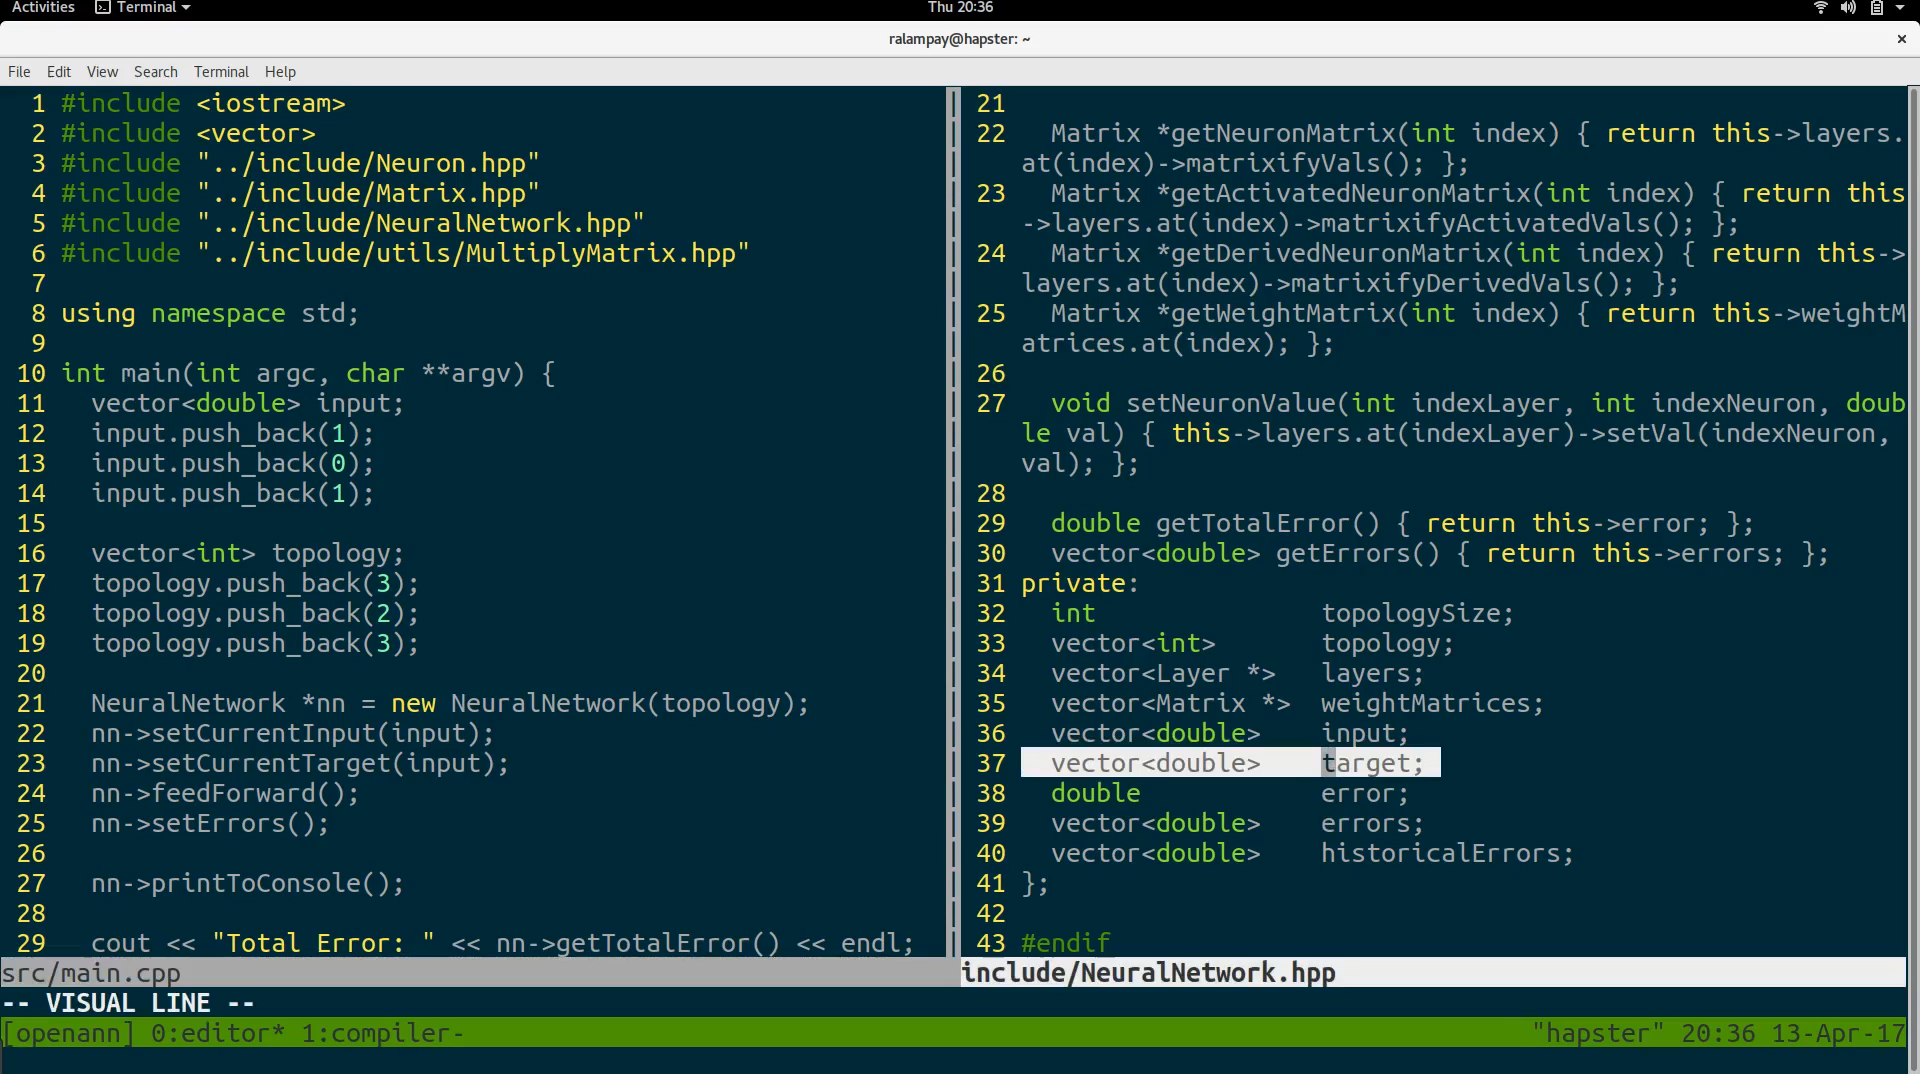 Activities Terminal Thu 20:36
ralampay@hapster: ~ ×
File Edit View Search Terminal Help
1 #include <iostream>
2 #include <vector>
3 #include "../include/Neuron.hpp"
4 #include "../include/Matrix.hpp"
5 #include "../include/NeuralNetwork.hpp"
6 #include "../include/utils/MultiplyMatrix.hpp"
7
8 using namespace std;
9
10 int main(int argc, char **argv) {
11   vector<double> input;
12   input.push_back(1);
13   input.push_back(0);
14   input.push_back(1);
15
16   vector<int> topology;
17   topology.push_back(3);
18   topology.push_back(2);
19   topology.push_back(3);
20
21   NeuralNetwork *nn = new NeuralNetwork(topology);
22   nn->setCurrentInput(input);
23   nn->setCurrentTarget(input);
24   nn->feedForward();
25   nn->setErrors();
26
27   nn->printToConsole();
28
29   cout << "Total Error: " << nn->getTotalError() << endl;
src/main.cpp
21
22   Matrix *getNeuronMatrix(int index) { return this->layers.
at(index)->matrixifyVals(); };
23   Matrix *getActivatedNeuronMatrix(int index) { return this
->layers.at(index)->matrixifyActivatedVals(); };
24   Matrix *getDerivedNeuronMatrix(int index) { return this->
layers.at(index)->matrixifyDerivedVals(); };
25   Matrix *getWeightMatrix(int index) { return this->weightM
atrices.at(index); };
26
27   void setNeuronValue(int indexLayer, int indexNeuron, doub
le val) { this->layers.at(indexLayer)->setVal(indexNeuron,
val); };
28
29   double getTotalError() { return this->error; };
30   vector<double> getErrors() { return this->errors; };
31 private:
32   int               topologySize;
33   vector<int>       topology;
34   vector<Layer *>   layers;
35   vector<Matrix *>  weightMatrices;
36   vector<double>    input;
37   vector<double>    target;
38   double            error;
39   vector<double>    errors;
40   vector<double>    historicalErrors;
41 };
42
43 #endif
include/NeuralNetwork.hpp
-- VISUAL LINE --
[openann] 0:editor* 1:compiler- "hapster" 20:36 13-Apr-17